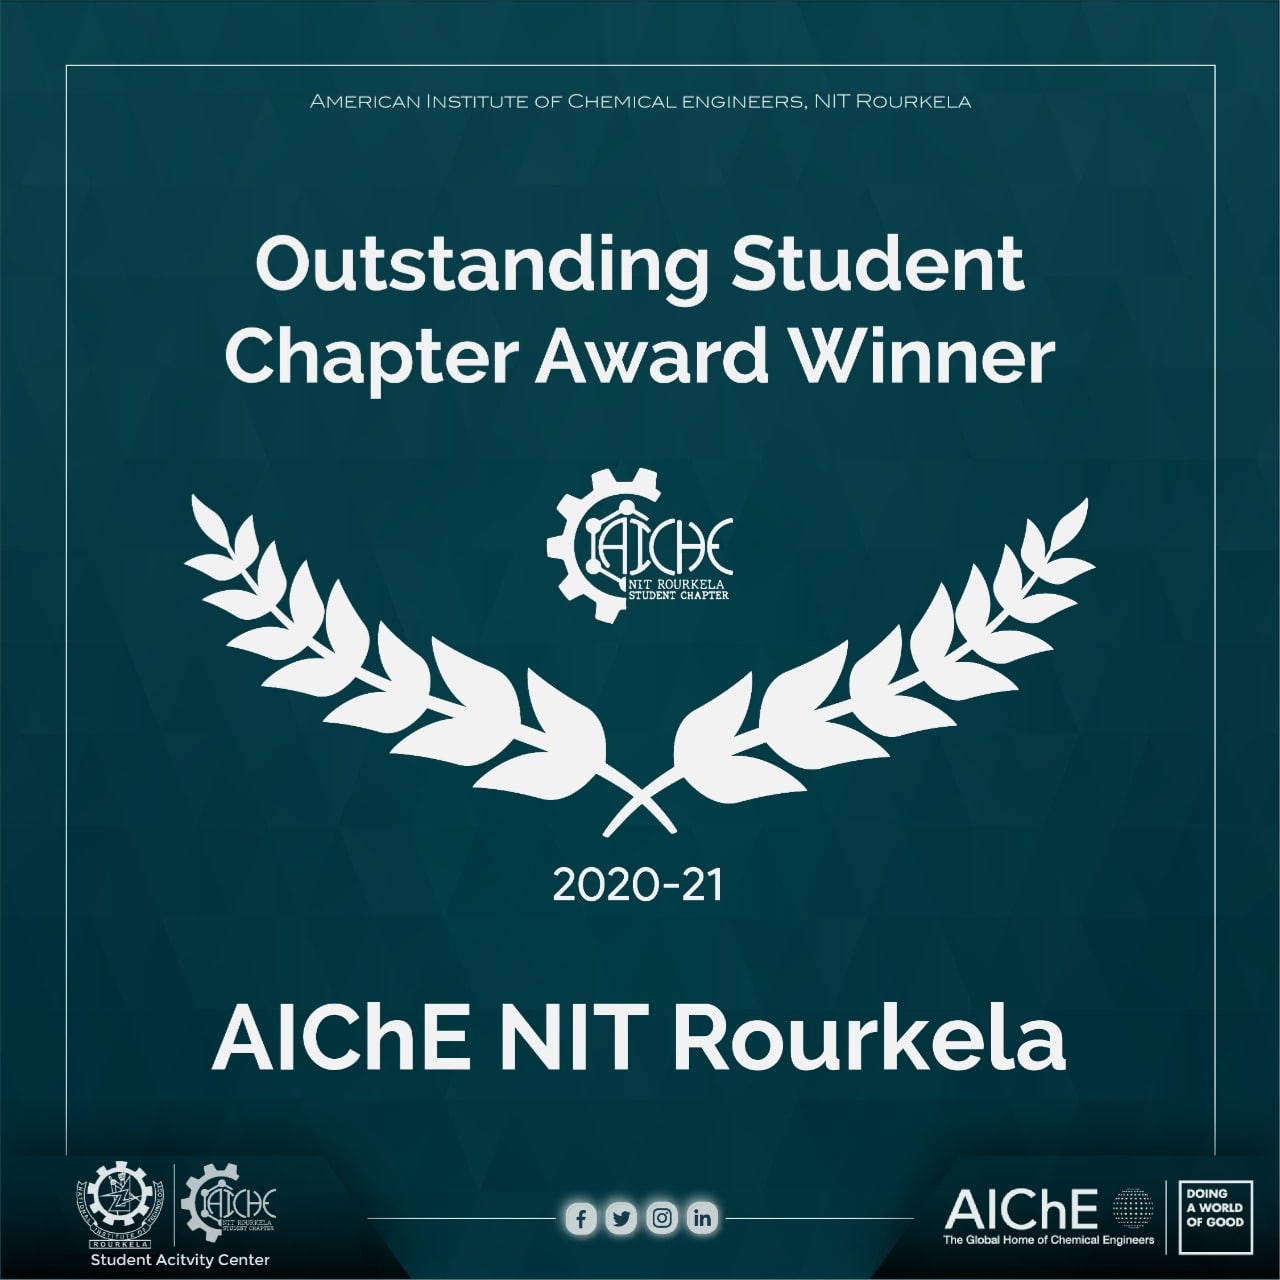 American Institute of Chemical engineers, NIT Rourkela
Outstanding Student
Chapter Award Winner
AICHE
NIT ROURKELA
STUDENT CHAPTER
2020-21
AIChE NIT Rourkela
NATIONAL INSTITUTE OF TECHNOLOGY
ROURKELA
AICHE
NIT ROURKELA
STUDENT CHAPTER
Student Acitvity Center
f
in
AIChE
The Global Home of Chemical Engineers
DOING
A WORLD
OF GOOD